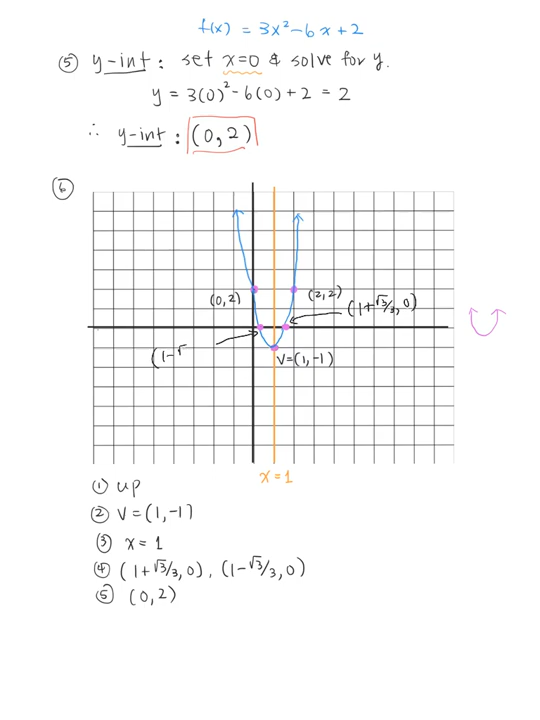 f(x) = 3x² - 6x + 2
⑤ y-int : set x=0 & solve for y.
y = 3(0)² - 6(0) + 2 = 2
∴ y-int : (0, 2)
⑥
(0, 2)
(2, 2)
(1+√3/3, 0)
(1-√
V=(1, -1)
x = 1
① up
② V = (1, -1)
③ x = 1
④ (1+√3/3, 0), (1-√3/3, 0)
⑤ (0, 2)